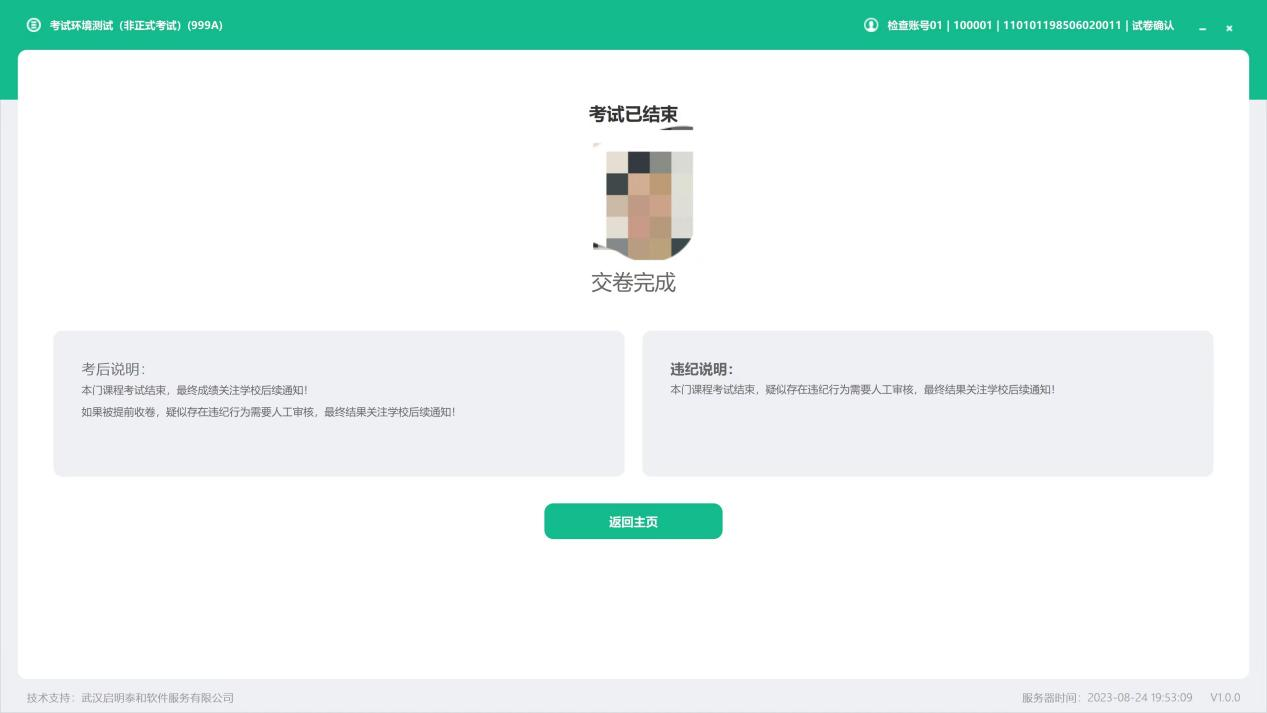 考试环境测试（非正式考试）(999A)
检查账号01 | 100001 | 110101198506020011 | 试卷确认
考试已结束
交卷完成
考后说明：
本门课程考试结束，最终成绩关注学校后续通知！
如果被提前收卷，疑似存在违纪行为需要人工审核，最终结果关注学校后续通知！
违纪说明：
本门课程考试结束，疑似存在违纪行为需要人工审核，最终结果关注学校后续通知！
返回主页
技术支持：武汉启明泰和软件服务有限公司
服务器时间：2023-08-24 19:53:09 V1.0.0